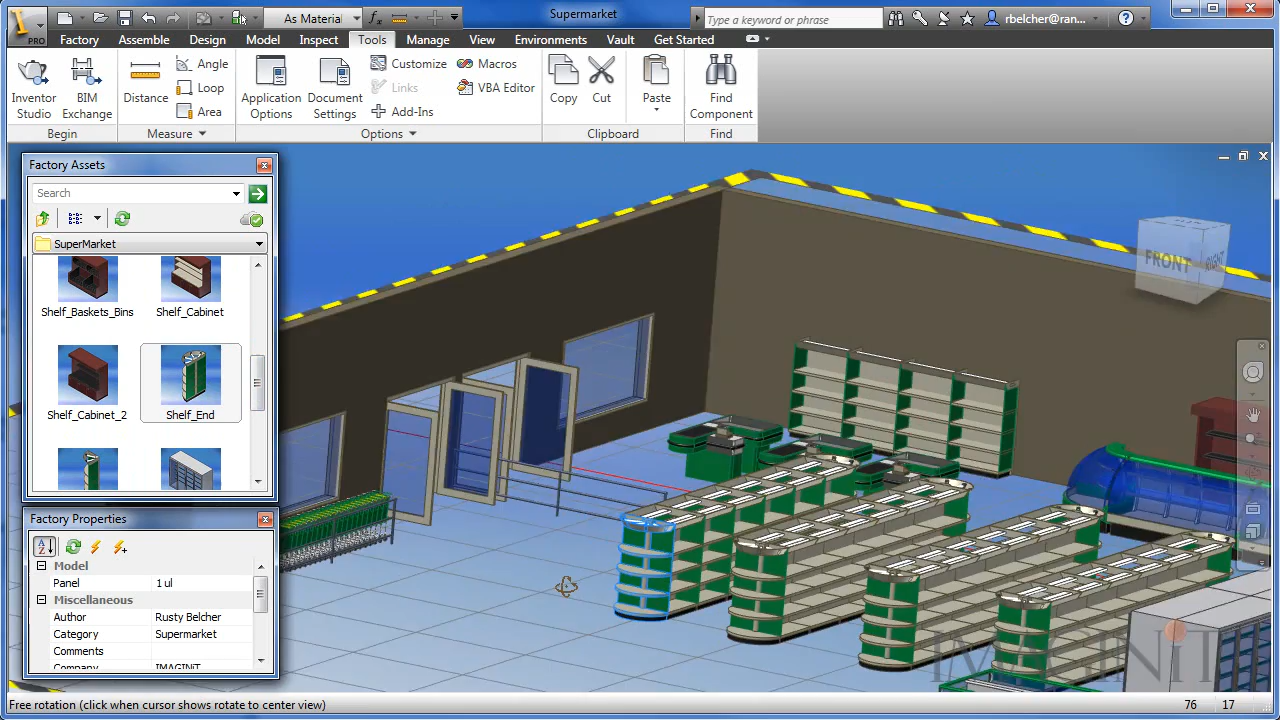 PRO
As Material
Supermarket
Type a keyword or phrase
rbelcher@ran...
Factory Assemble Design Model Inspect Tools Manage View Environments Vault Get Started
Inventor Studio
BIM Exchange
Begin
Distance
Angle
Loop
Area
Measure
Application Options
Document Settings
Customize
Links
Add-Ins
Macros
VBA Editor
Options
Copy
Cut
Paste
Clipboard
Find Component
Find
Factory Assets
Search
SuperMarket
Shelf_Baskets_Bins
Shelf_Cabinet
Shelf_Cabinet_2
Shelf_End
Factory Properties
Model
Panel 1 ul
Miscellaneous
Author Rusty Belcher
Category Supermarket
Comments
Company IMAGINiT
FRONT
RIGHT
IMAGINiT
Free rotation (click when cursor shows rotate to center view)
76 17